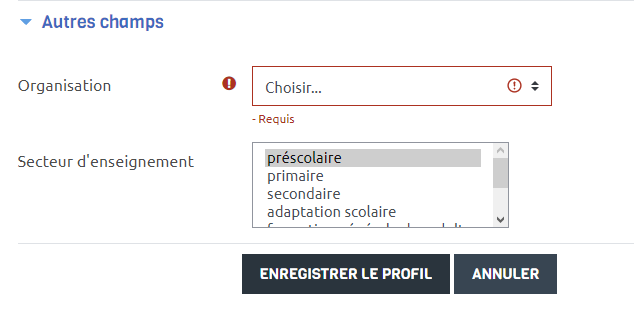 Autres champs
Organisation
Choisir...
- Requis
Secteur d'enseignement
préscolaire
primaire
secondaire
adaptation scolaire
ENREGISTRER LE PROFIL
ANNULER